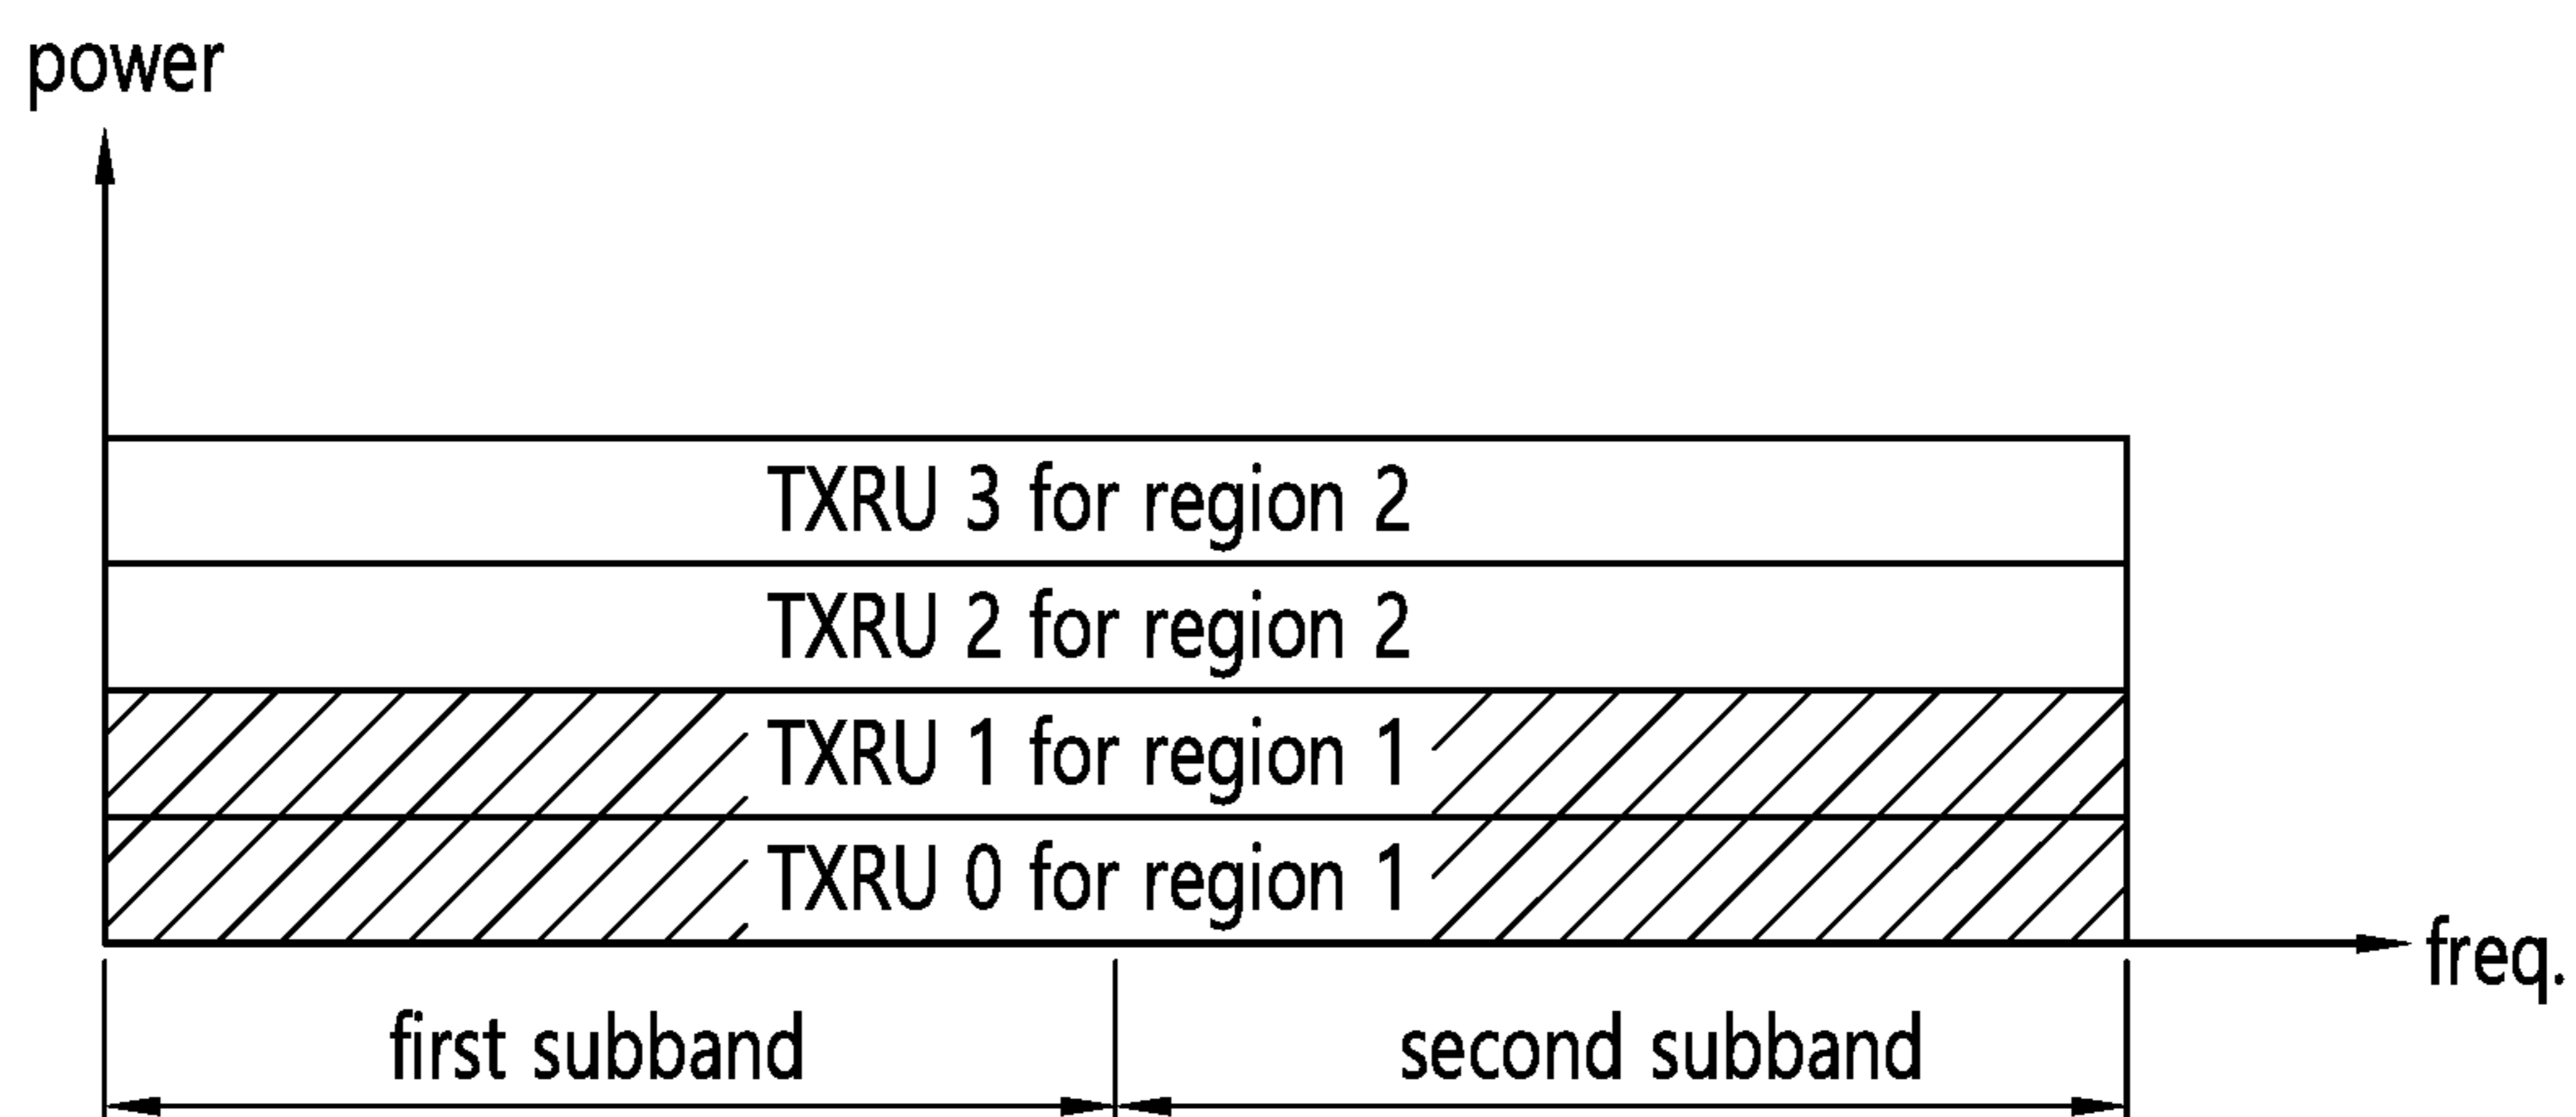 power
TXRU 3 for region 2
TXRU 2 for region 2
TXRU 1 for region 1
TXRU 0 for region 1
freq.
first subband
second subband